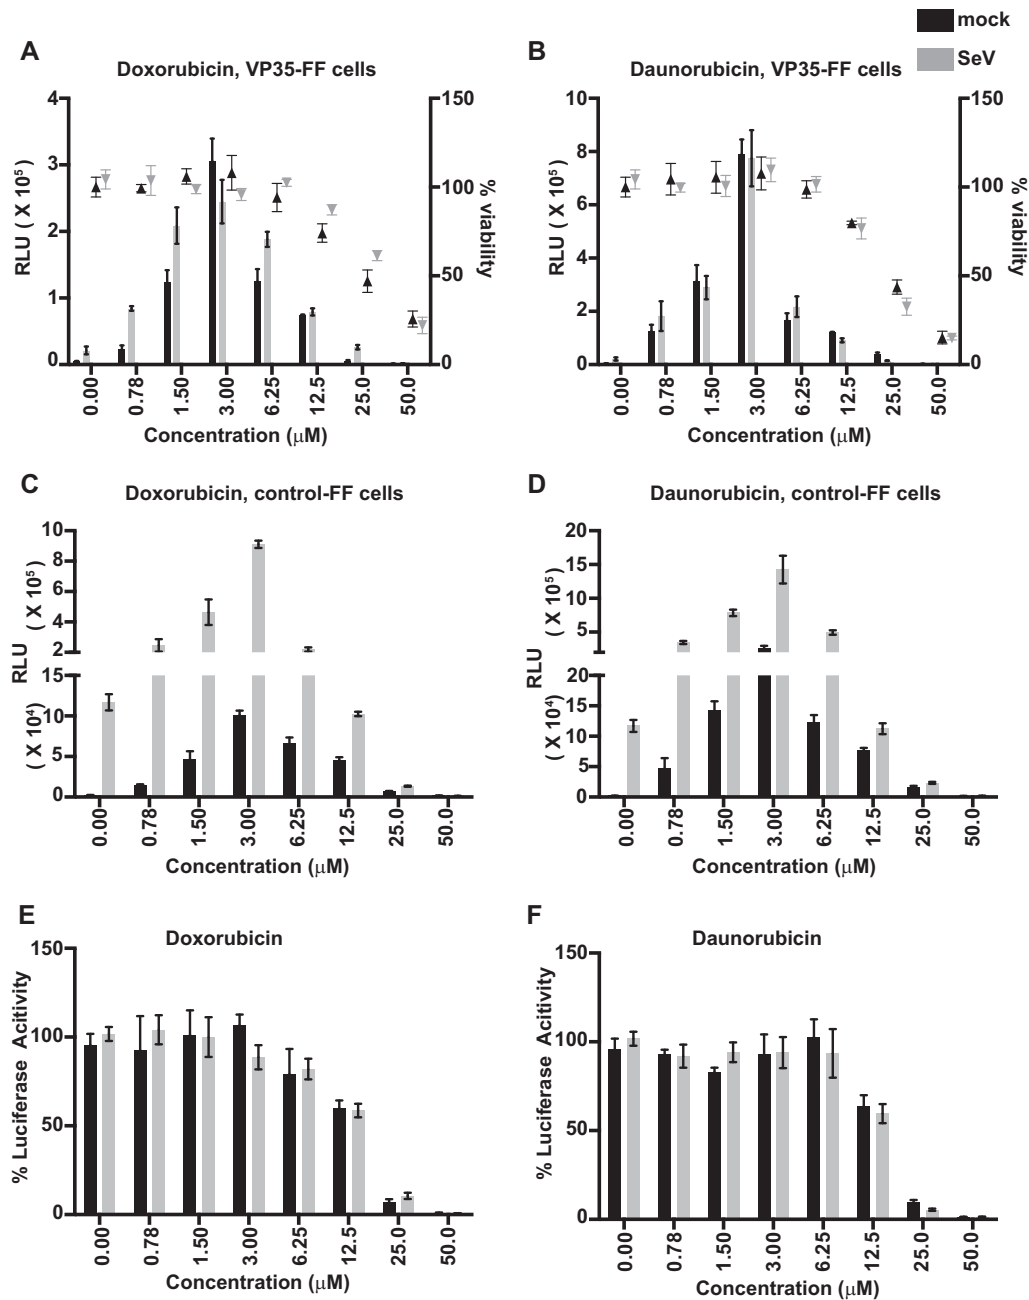 mock
SeV
A
Doxorubicin, VP35-FF cells
RLU ( X 10⁵)
4
3
2
1
0
150
100
50
0
% viability
0.00 0.78 1.50 3.00 6.25 12.5 25.0 50.0
Concentration (μM)
B
Daunorubicin, VP35-FF cells
RLU ( X 10⁵)
10
8
6
4
2
0
150
100
50
0
% viability
0.00 0.78 1.50 3.00 6.25 12.5 25.0 50.0
Concentration (μM)
C
Doxorubicin, control-FF cells
RLU
( X 10⁵)
( X 10⁴)
10
8
6
4
2
15
10
5
0
0.00 0.78 1.50 3.00 6.25 12.5 25.0 50.0
Concentration (μM)
D
Daunorubicin, control-FF cells
RLU
( X 10⁵)
( X 10⁴)
20
15
10
5
20
15
10
5
0
0.00 0.78 1.50 3.00 6.25 12.5 25.0 50.0
Concentration (μM)
E
Doxorubicin
% Luciferase Acitivity
150
100
50
0
0.00 0.78 1.50 3.00 6.25 12.5 25.0 50.0
Concentration (μM)
F
Daunorubicin
% Luciferase Acitivity
150
100
50
0
0.00 0.78 1.50 3.00 6.25 12.5 25.0 50.0
Concentration (μM)